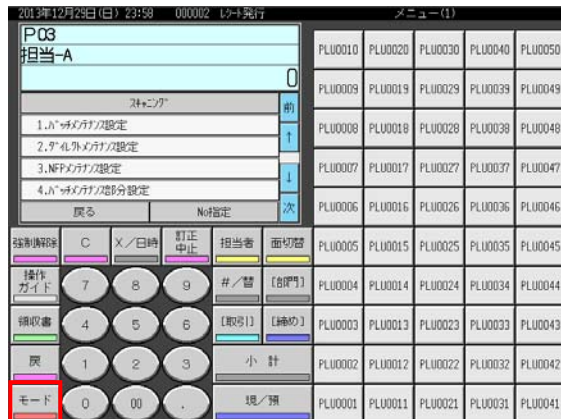 2013年12月29日(日) 23:58 000002 レシート発行 メニュー(1)
P03
担当-A
0
スキャニング 前
1.バッチメンテナンス設定 ↑
2.ダイレクトメンテナンス設定
3.NFPメンテナンス設定 ↓
4.バッチメンテナンス部分設定
戻る No指定 次
強制解除 C X/日時 訂正中止 担当者 面切替
操作ガイド 7 8 9 #/替 [部門]
領収書 4 5 6 [取引] [締め]
戻 1 2 3 小計
モード 0 00 . 現/預
PLU0010 PLU0020 PLU0030 PLU0040 PLU0050
PLU0009 PLU0019 PLU0029 PLU0039 PLU0049
PLU0008 PLU0018 PLU0028 PLU0038 PLU0048
PLU0007 PLU0017 PLU0027 PLU0037 PLU0047
PLU0006 PLU0016 PLU0026 PLU0036 PLU0046
PLU0005 PLU0015 PLU0025 PLU0035 PLU0045
PLU0004 PLU0014 PLU0024 PLU0034 PLU0044
PLU0003 PLU0013 PLU0023 PLU0033 PLU0043
PLU0002 PLU0012 PLU0022 PLU0032 PLU0042
PLU0001 PLU0011 PLU0021 PLU0031 PLU0041